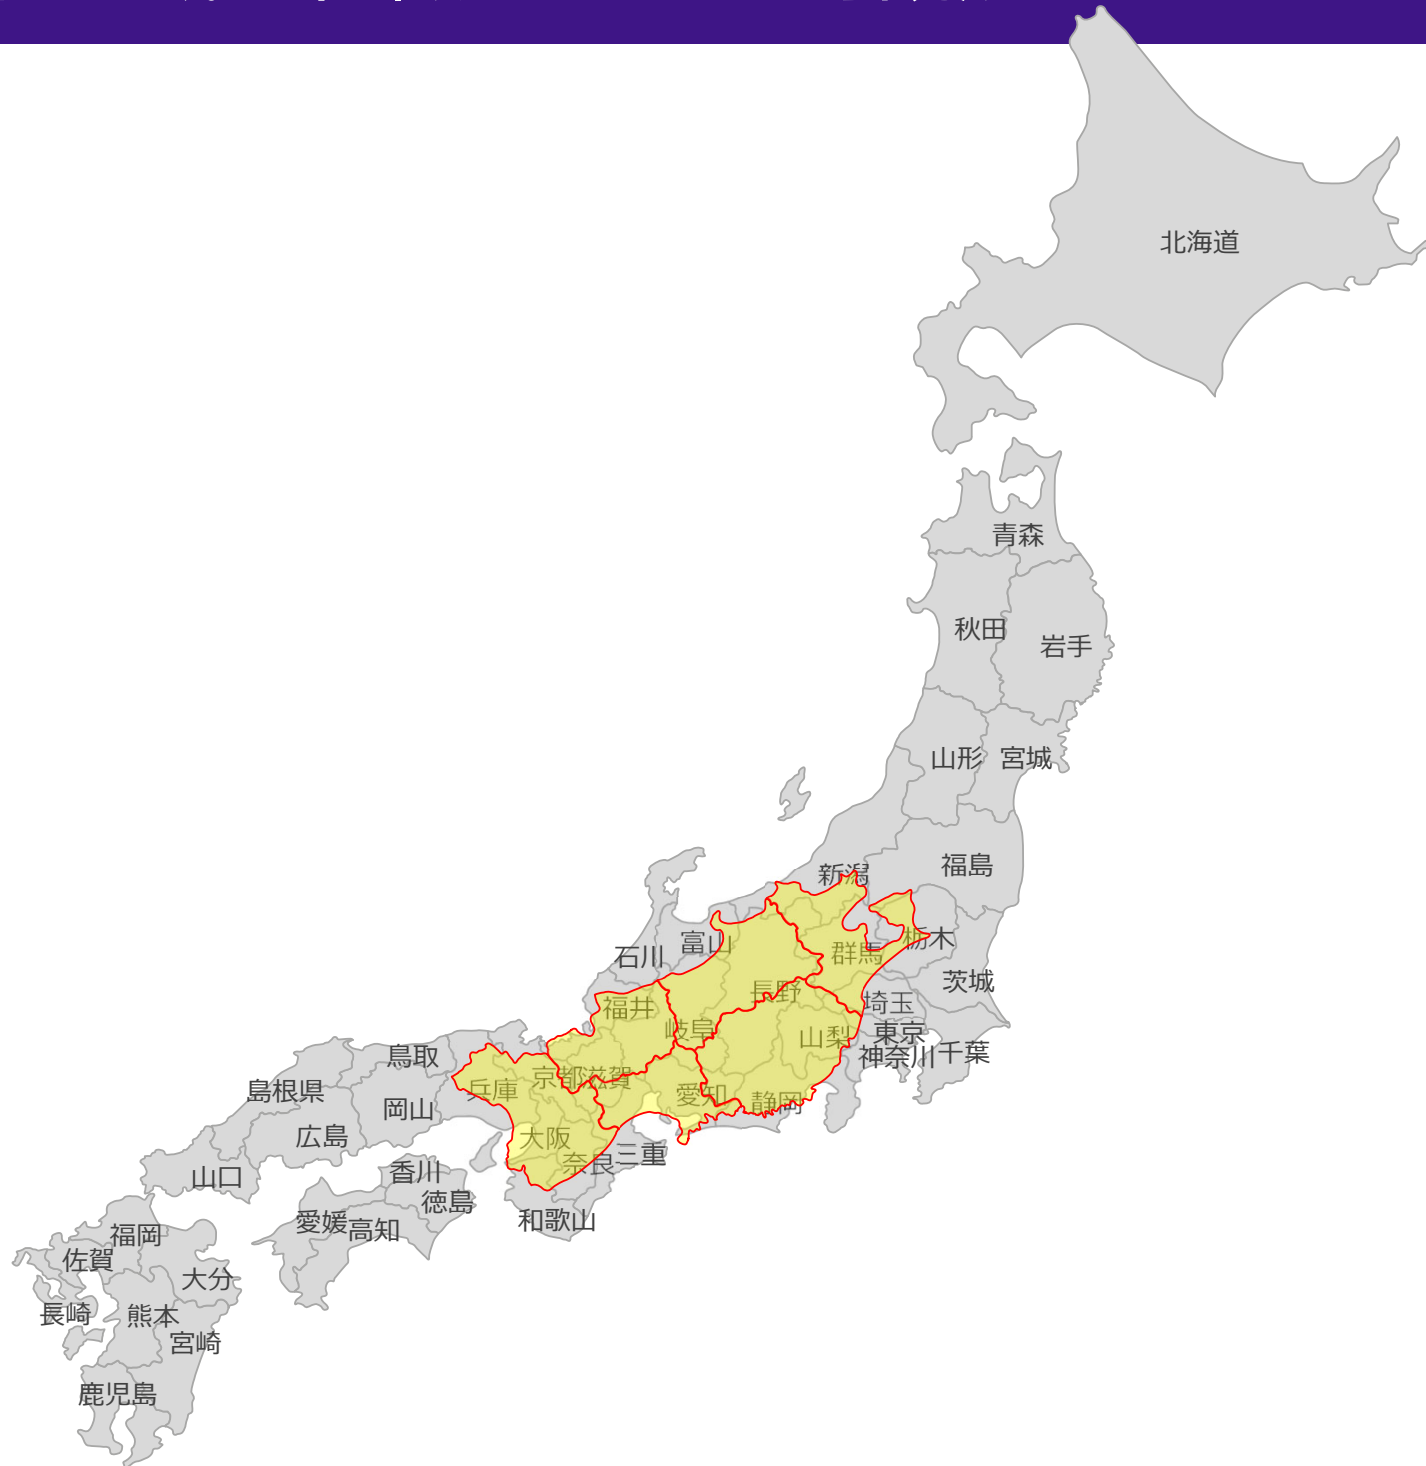 北海道
青森
秋田
岩手
山形
宮城
福島
新潟
富山
石川
群馬
栃木
茨城
長野
埼玉
福井
岐阜
山梨
東京
神奈川
千葉
鳥取
兵庫
京都
滋賀
愛知
静岡
島根県
岡山
広島
大阪
奈良
三重
山口
香川
徳島
和歌山
愛媛
高知
福岡
佐賀
大分
長崎
熊本
宮崎
鹿児島